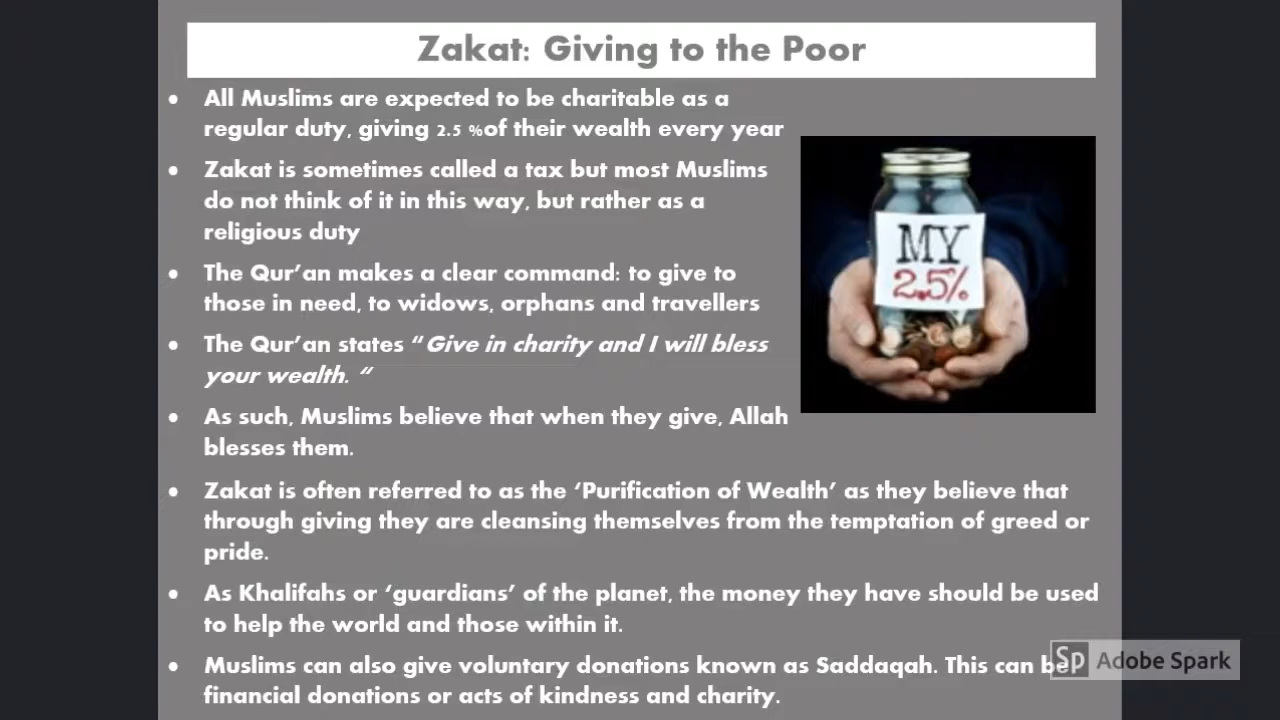 Zakat: Giving to the Poor
• All Muslims are expected to be charitable as a
regular duty, giving 2.5 %of their wealth every year
• Zakat is sometimes called a tax but most Muslims
do not think of it in this way, but rather as a
religious duty
• The Qur’an makes a clear command: to give to
those in need, to widows, orphans and travellers
• The Qur’an states “Give in charity and I will bless
your wealth. “
• As such, Muslims believe that when they give, Allah
blesses them.
MY
2.5%
• Zakat is often referred to as the ‘Purification of Wealth’ as they believe that
through giving they are cleansing themselves from the temptation of greed or
pride.
• As Khalifahs or ‘guardians’ of the planet, the money they have should be used
to help the world and those within it.
• Muslims can also give voluntary donations known as Saddaqah. This can be
financial donations or acts of kindness and charity.
Sp Adobe Spark